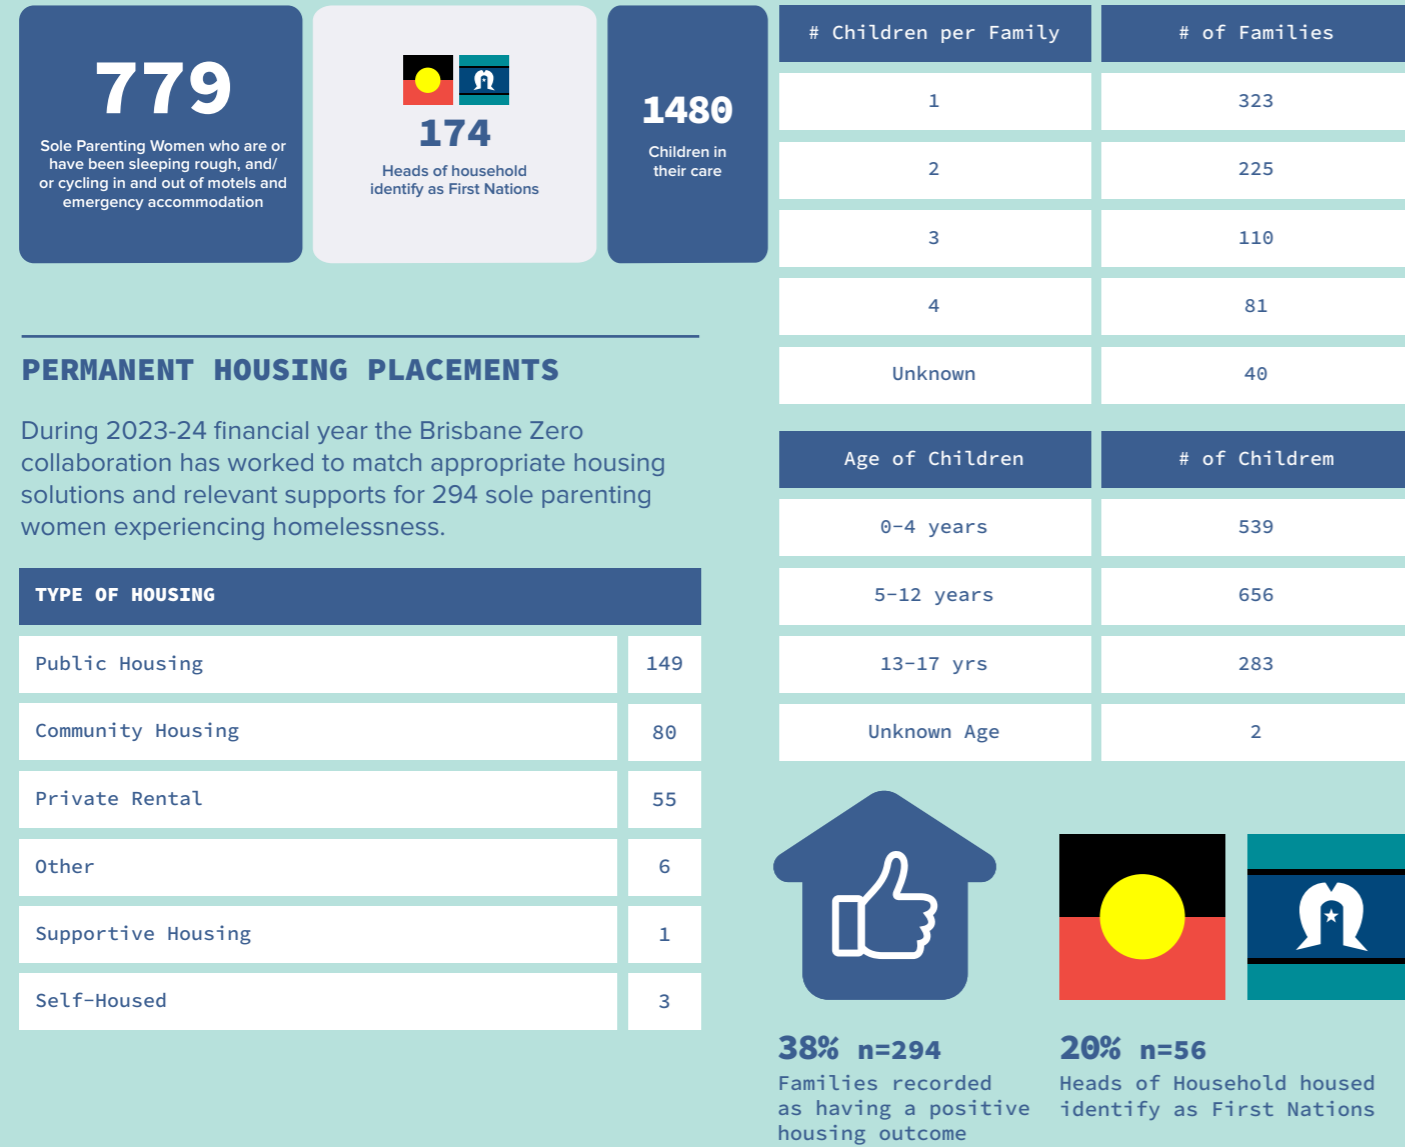 779
Sole Parenting Women who are or
have been sleeping rough, and/
or cycling in and out of motels and
emergency accommodation
174
Heads of household
identify as First Nations
1480
Children in
their care
# Children per Family # of Families
1 323
2 225
3 110
4 81
Unknown 40
PERMANENT HOUSING PLACEMENTS
During 2023-24 financial year the Brisbane Zero
collaboration has worked to match appropriate housing
solutions and relevant supports for 294 sole parenting
women experiencing homelessness.
TYPE OF HOUSING
Public Housing 149
Community Housing 80
Private Rental 55
Other 6
Supportive Housing 1
Self-Housed 3
Age of Children # of Childrem
0-4 years 539
5-12 years 656
13-17 yrs 283
Unknown Age 2
38% n=294
Families recorded
as having a positive
housing outcome
20% n=56
Heads of Household housed
identify as First Nations